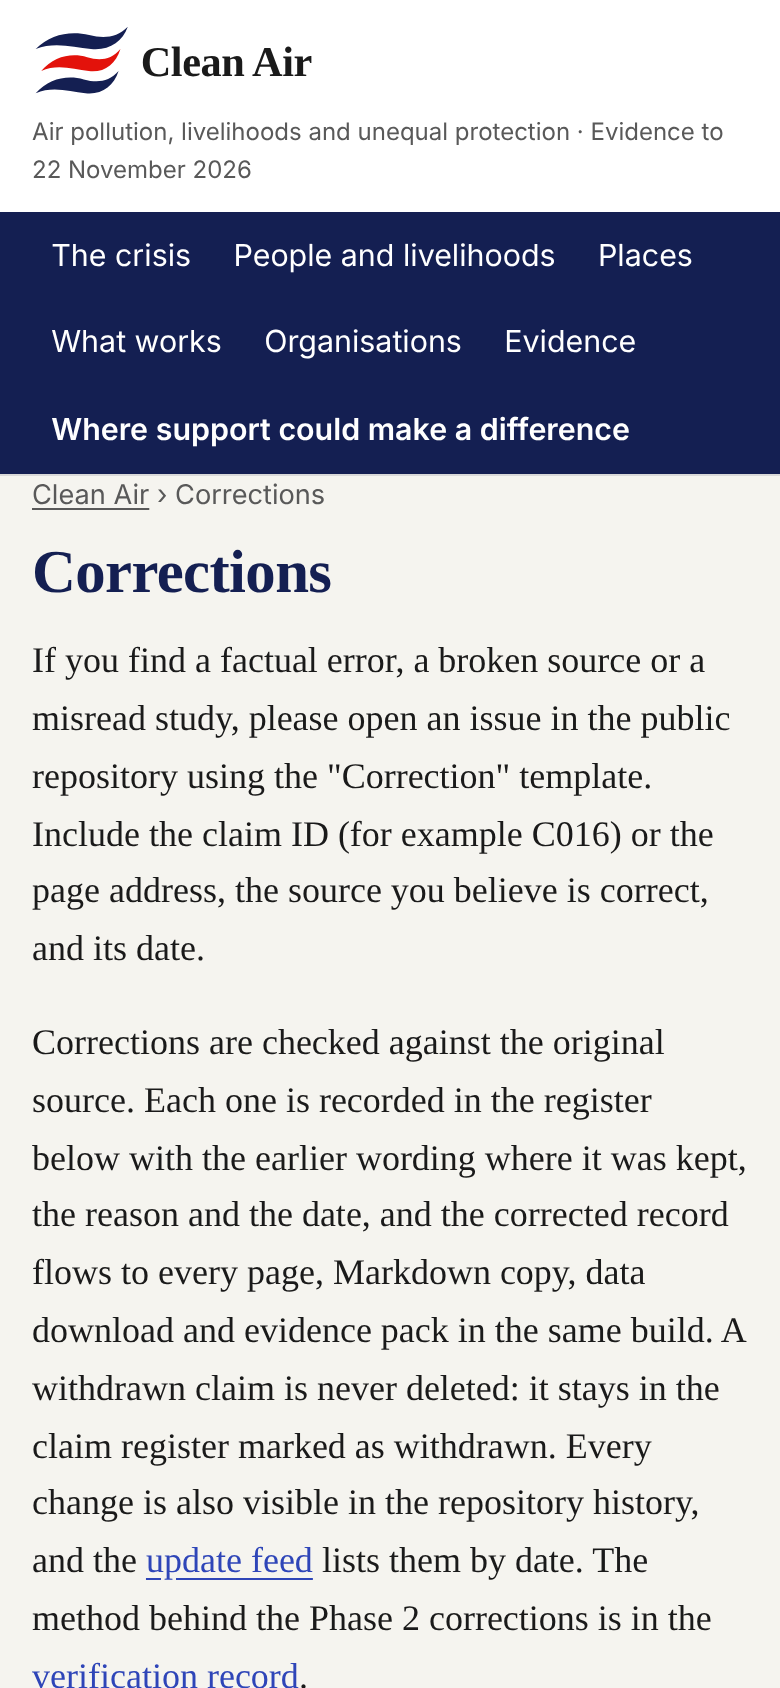 Clean Air
Air pollution, livelihoods and unequal protection · Evidence to
22 November 2026
The crisis People and livelihoods Places
What works Organisations Evidence
Where support could make a difference
Clean Air › Corrections
Corrections
If you find a factual error, a broken source or a
misread study, please open an issue in the public
repository using the "Correction" template.
Include the claim ID (for example C016) or the
page address, the source you believe is correct,
and its date.
Corrections are checked against the original
source. Each one is recorded in the register
below with the earlier wording where it was kept,
the reason and the date, and the corrected record
flows to every page, Markdown copy, data
download and evidence pack in the same build. A
withdrawn claim is never deleted: it stays in the
claim register marked as withdrawn. Every
change is also visible in the repository history,
and the update feed lists them by date. The
method behind the Phase 2 corrections is in the
verification record.